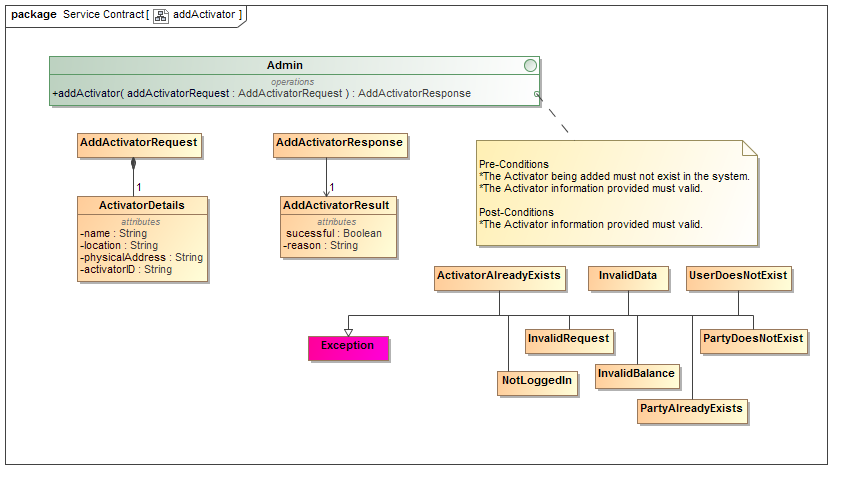 package Service Contract [ addActivator ]
Admin
operations
+addActivator( addActivatorRequest : AddActivatorRequest ) : AddActivatorResponse
AddActivatorRequest
AddActivatorResponse
1
1
ActivatorDetails
attributes
-name : String
-location : String
-physicalAddress : String
-activatorID : String
AddActivatorResult
attributes
sucessful : Boolean
-reason : String
Pre-Conditions
*The Activator being added must not exist in the system.
*The Activator information provided must valid.
Post-Conditions
*The Activator information provided must valid.
ActivatorAlreadyExists
InvalidData
UserDoesNotExist
Exception
InvalidRequest
PartyDoesNotExist
NotLoggedIn
InvalidBalance
PartyAlreadyExists